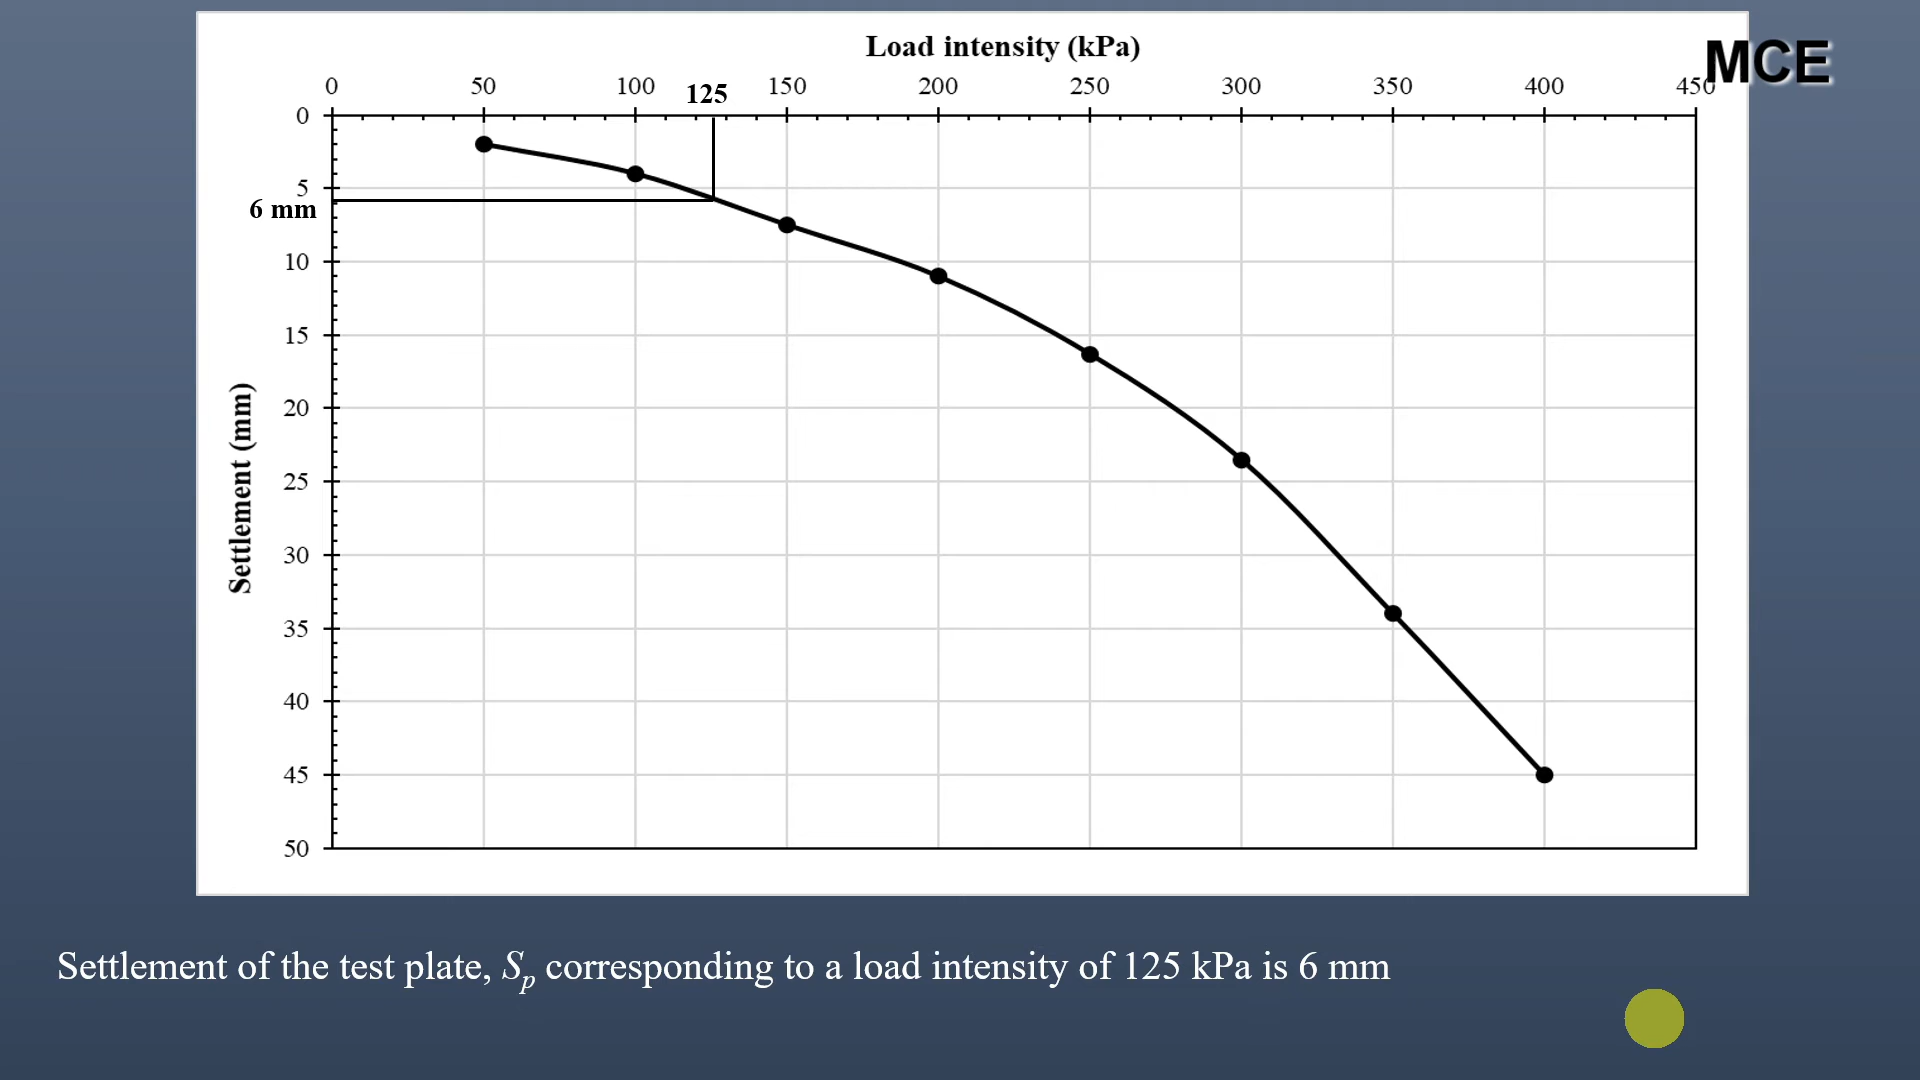 Load intensity (kPa)
MCE
0 50 100 125 150 200 250 300 350 400 450
0
5
6 mm
10
15
20
25
30
35
40
45
50
Settlement (mm)
Settlement of the test plate, Sp corresponding to a load intensity of 125 kPa is 6 mm